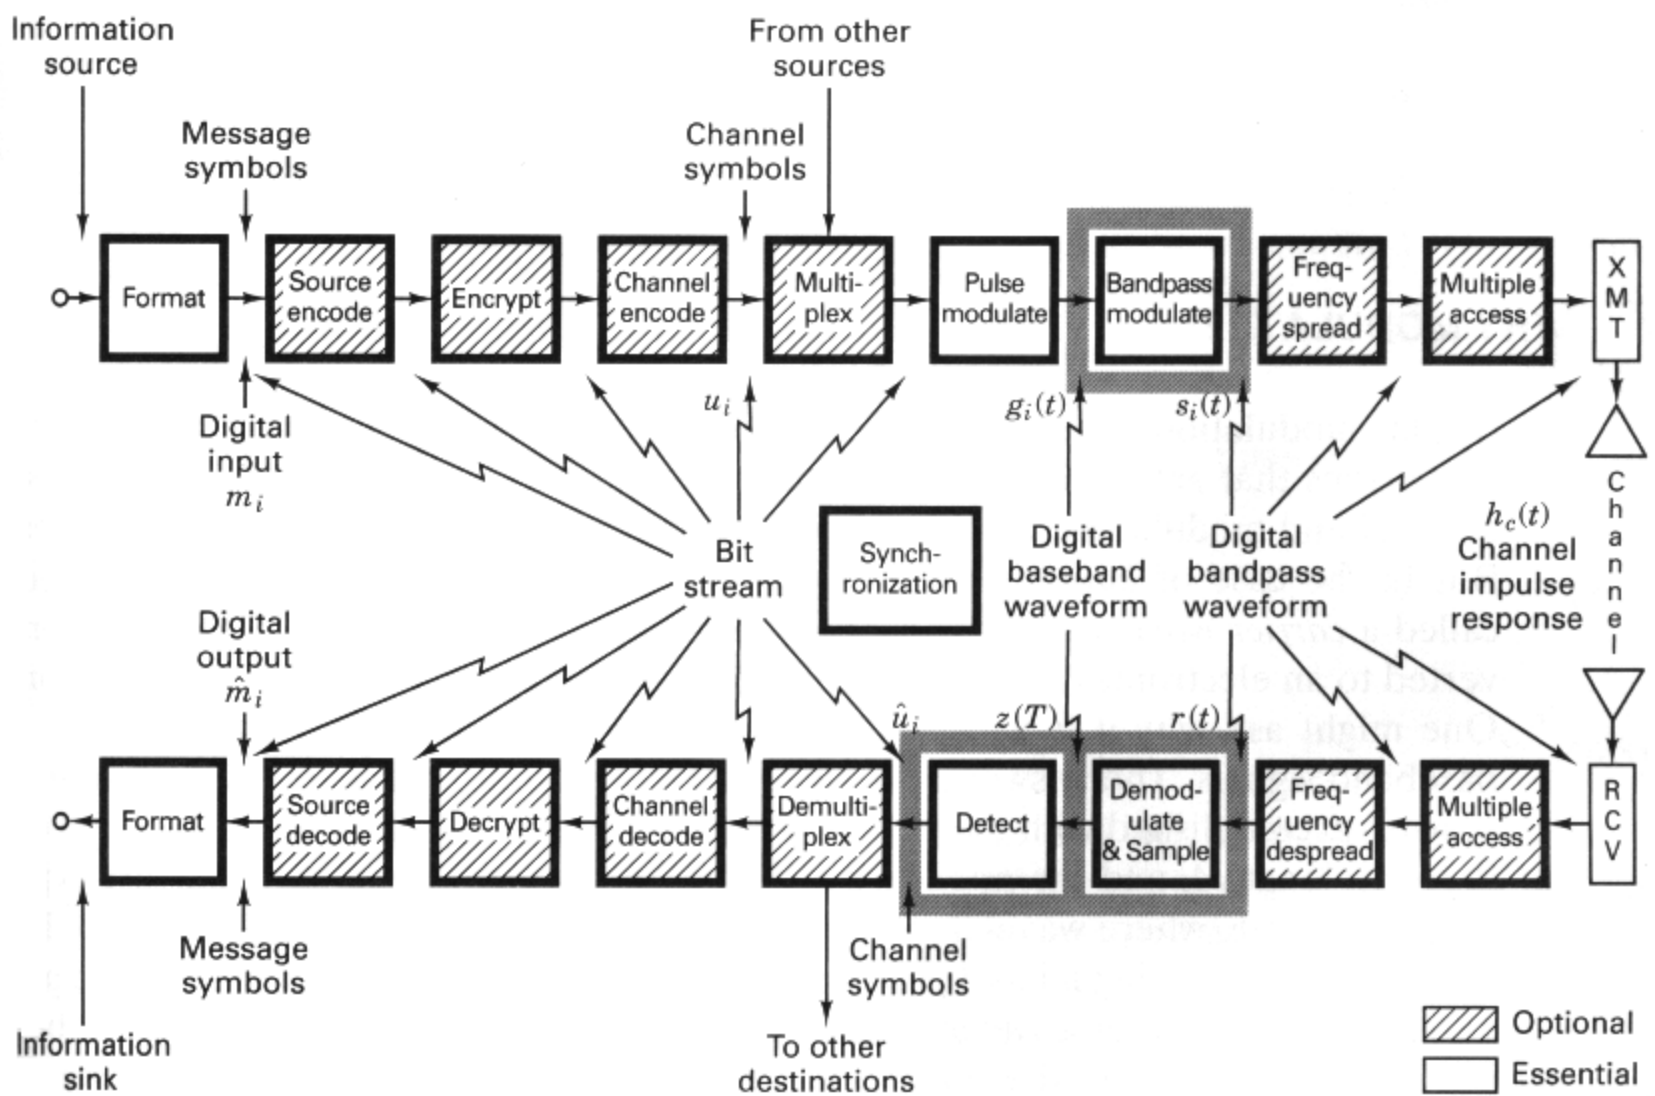 Information
source
From other
sources
Message
symbols
Channel
symbols
Format
Source
encode
Encrypt
Channel
encode
Multi-
plex
Pulse
modulate
Bandpass
modulate
Freq-
uency
spread
Multiple
access
X
M
T
Digital
input
m_i
u_i
g_i(t)
s_i(t)
Bit
stream
Synch-
ronization
Digital
baseband
waveform
Digital
bandpass
waveform
h_c(t)
Channel
impulse
response
C
h
a
n
n
e
l
Digital
output
m̂_i
û_i
z(T)
r(t)
Format
Source
decode
Decrypt
Channel
decode
Demulti-
plex
Detect
Demod-
ulate
& Sample
Freq-
uency
despread
Multiple
access
R
C
V
Message
symbols
Channel
symbols
Information
sink
To other
destinations
Optional
Essential